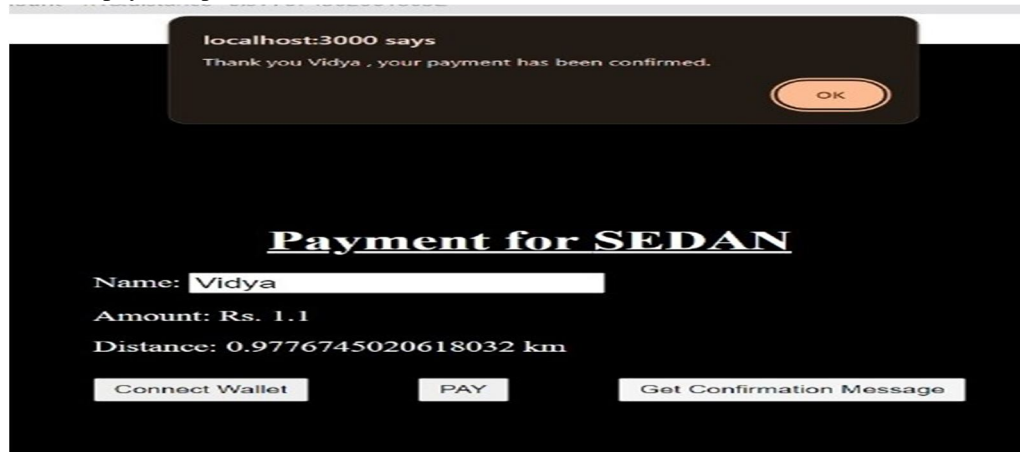 localhost:3000 says
Thank you Vidya , your payment has been confirmed.
OK
Payment for SEDAN
Name: Vidya
Amount: Rs. 1.1
Distance: 0.9776745020618032 km
Connect Wallet PAY Get Confirmation Message